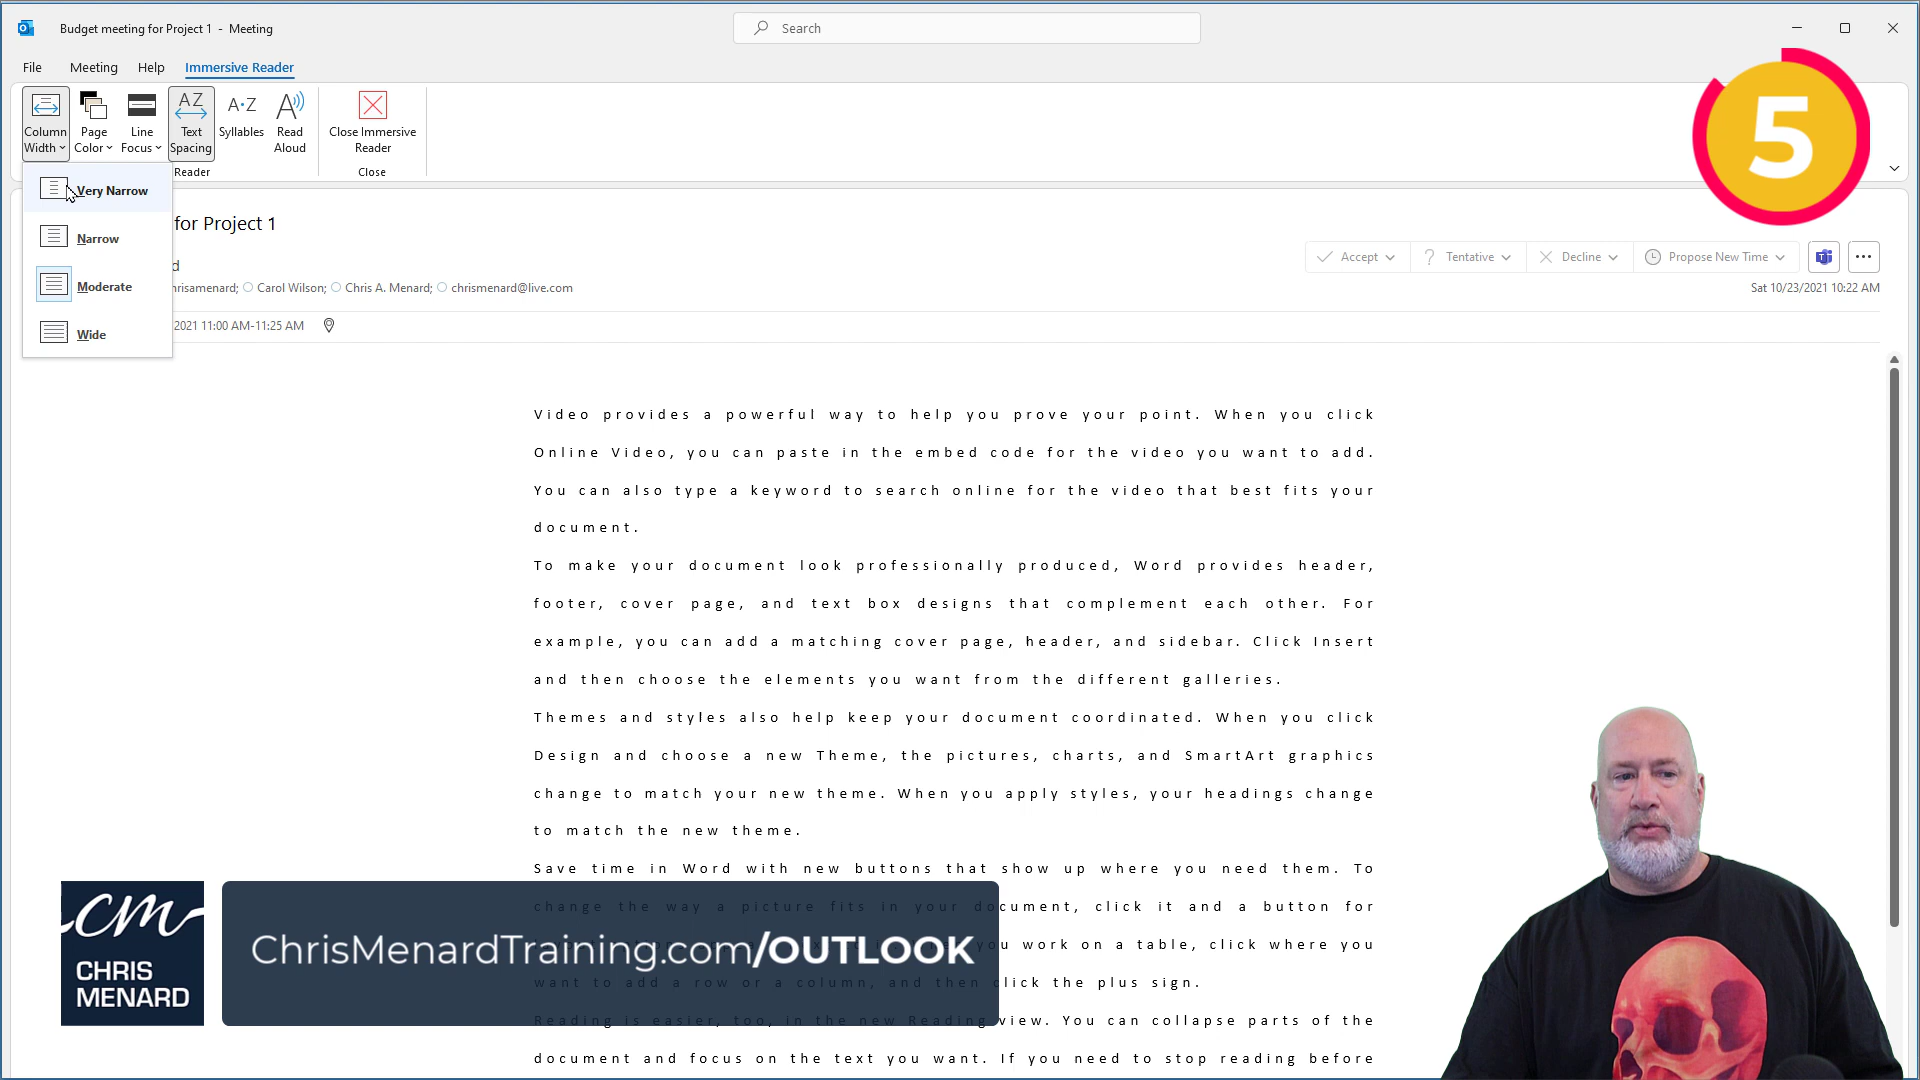 Budget meeting for Project 1 - Meeting
Search
File Meeting Help Immersive Reader
Column Width
Page Color
Line Focus
AZ Text Spacing
A·Z Syllables
Read Aloud
Close Immersive Reader
Reader
Close
5
Very Narrow
Narrow
Moderate
Wide
for Project 1
d
Accept
? Tentative
Decline
Propose New Time
hrisamenard; Carol Wilson; Chris A. Menard; chrismenard@live.com
Sat 10/23/2021 10:22 AM
2021 11:00 AM-11:25 AM
Video provides a powerful way to help you prove your point. When you click
Online Video, you can paste in the embed code for the video you want to add.
You can also type a keyword to search online for the video that best fits your
document.
To make your document look professionally produced, Word provides header,
footer, cover page, and text box designs that complement each other. For
example, you can add a matching cover page, header, and sidebar. Click Insert
and then choose the elements you want from the different galleries.
Themes and styles also help keep your document coordinated. When you click
Design and choose a new Theme, the pictures, charts, and SmartArt graphics
change to match your new theme. When you apply styles, your headings change
to match the new theme.
Save time in Word with new buttons that show up where you need them. To
change the way a picture fits in your document, click it and a button for
you work on a table, click where you
want to add a row or a column, and then click the plus sign.
Reading is easier, too, in the new Reading view. You can collapse parts of the
document and focus on the text you want. If you need to stop reading before
cm
CHRIS
MENARD
ChrisMenardTraining.com/OUTLOOK